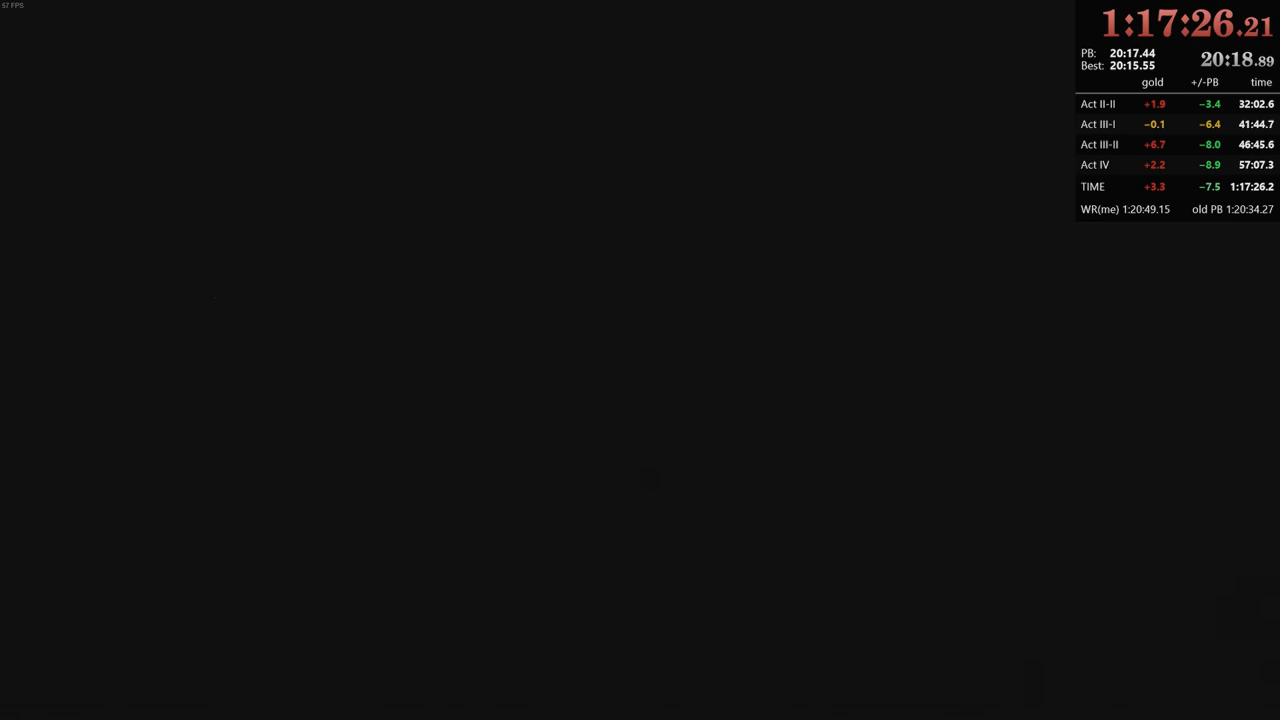 57 FPS
1:17:26.21
PB: 20:17.44
Best: 20:15.55
20:18.89
gold +/-PB time
Act II-II +1.9 −3.4 32:02.6
Act III-I −0.1 −6.4 41:44.7
Act III-II +6.7 −8.0 46:45.6
Act IV +2.2 −8.9 57:07.3
TIME +3.3 −7.5 1:17:26.2
WR(me) 1:20:49.15 old PB 1:20:34.27